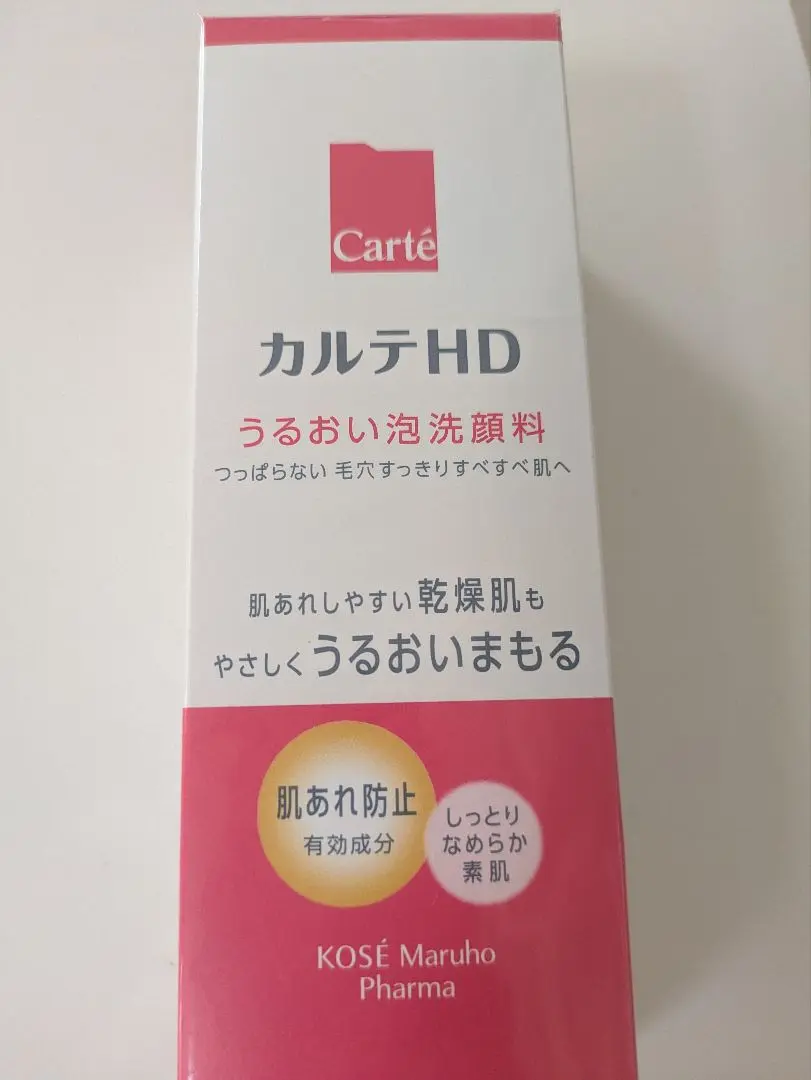 Carté
カルテHD
うるおい泡洗顔料
つっぱらない 毛穴すっきりすべすべ肌へ
肌あれしやすい乾燥肌も
やさしくうるおいまもる
肌あれ防止
有効成分
しっとり
なめらか
素肌
KOSÉ Maruho
Pharma